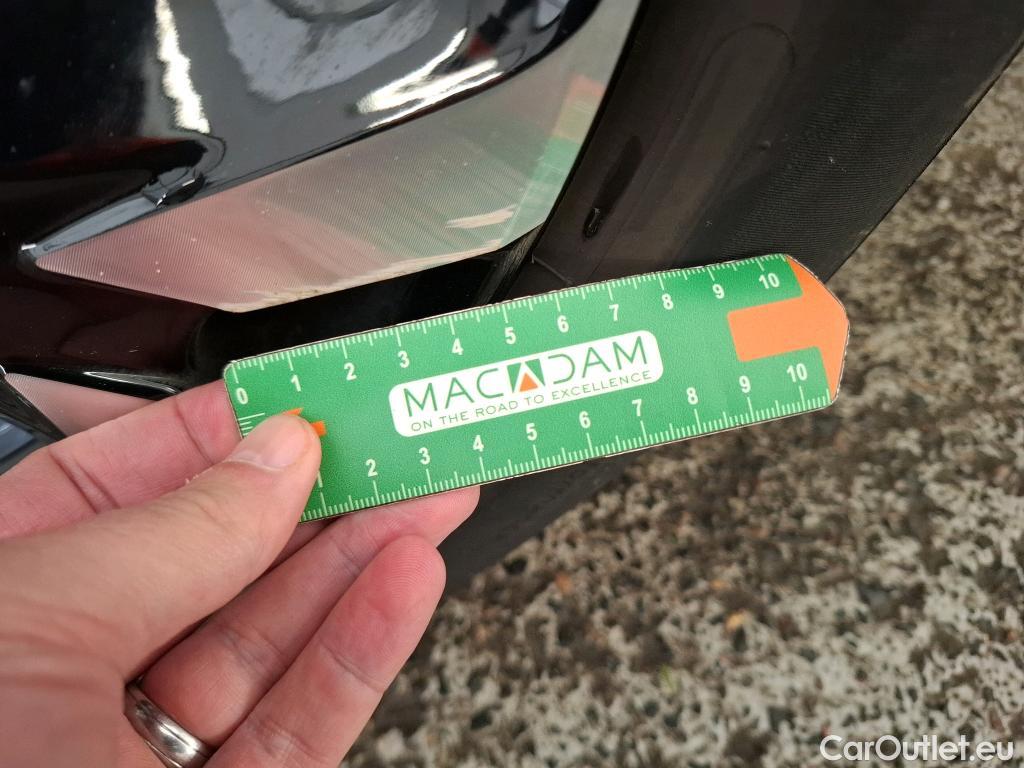 0 1 2 3 4 5 6 7 8 9 10
MACADAM
ON THE ROAD TO EXCELLENCE
2 3 4 5 6 7 8 9 10
CarOutlet.eu